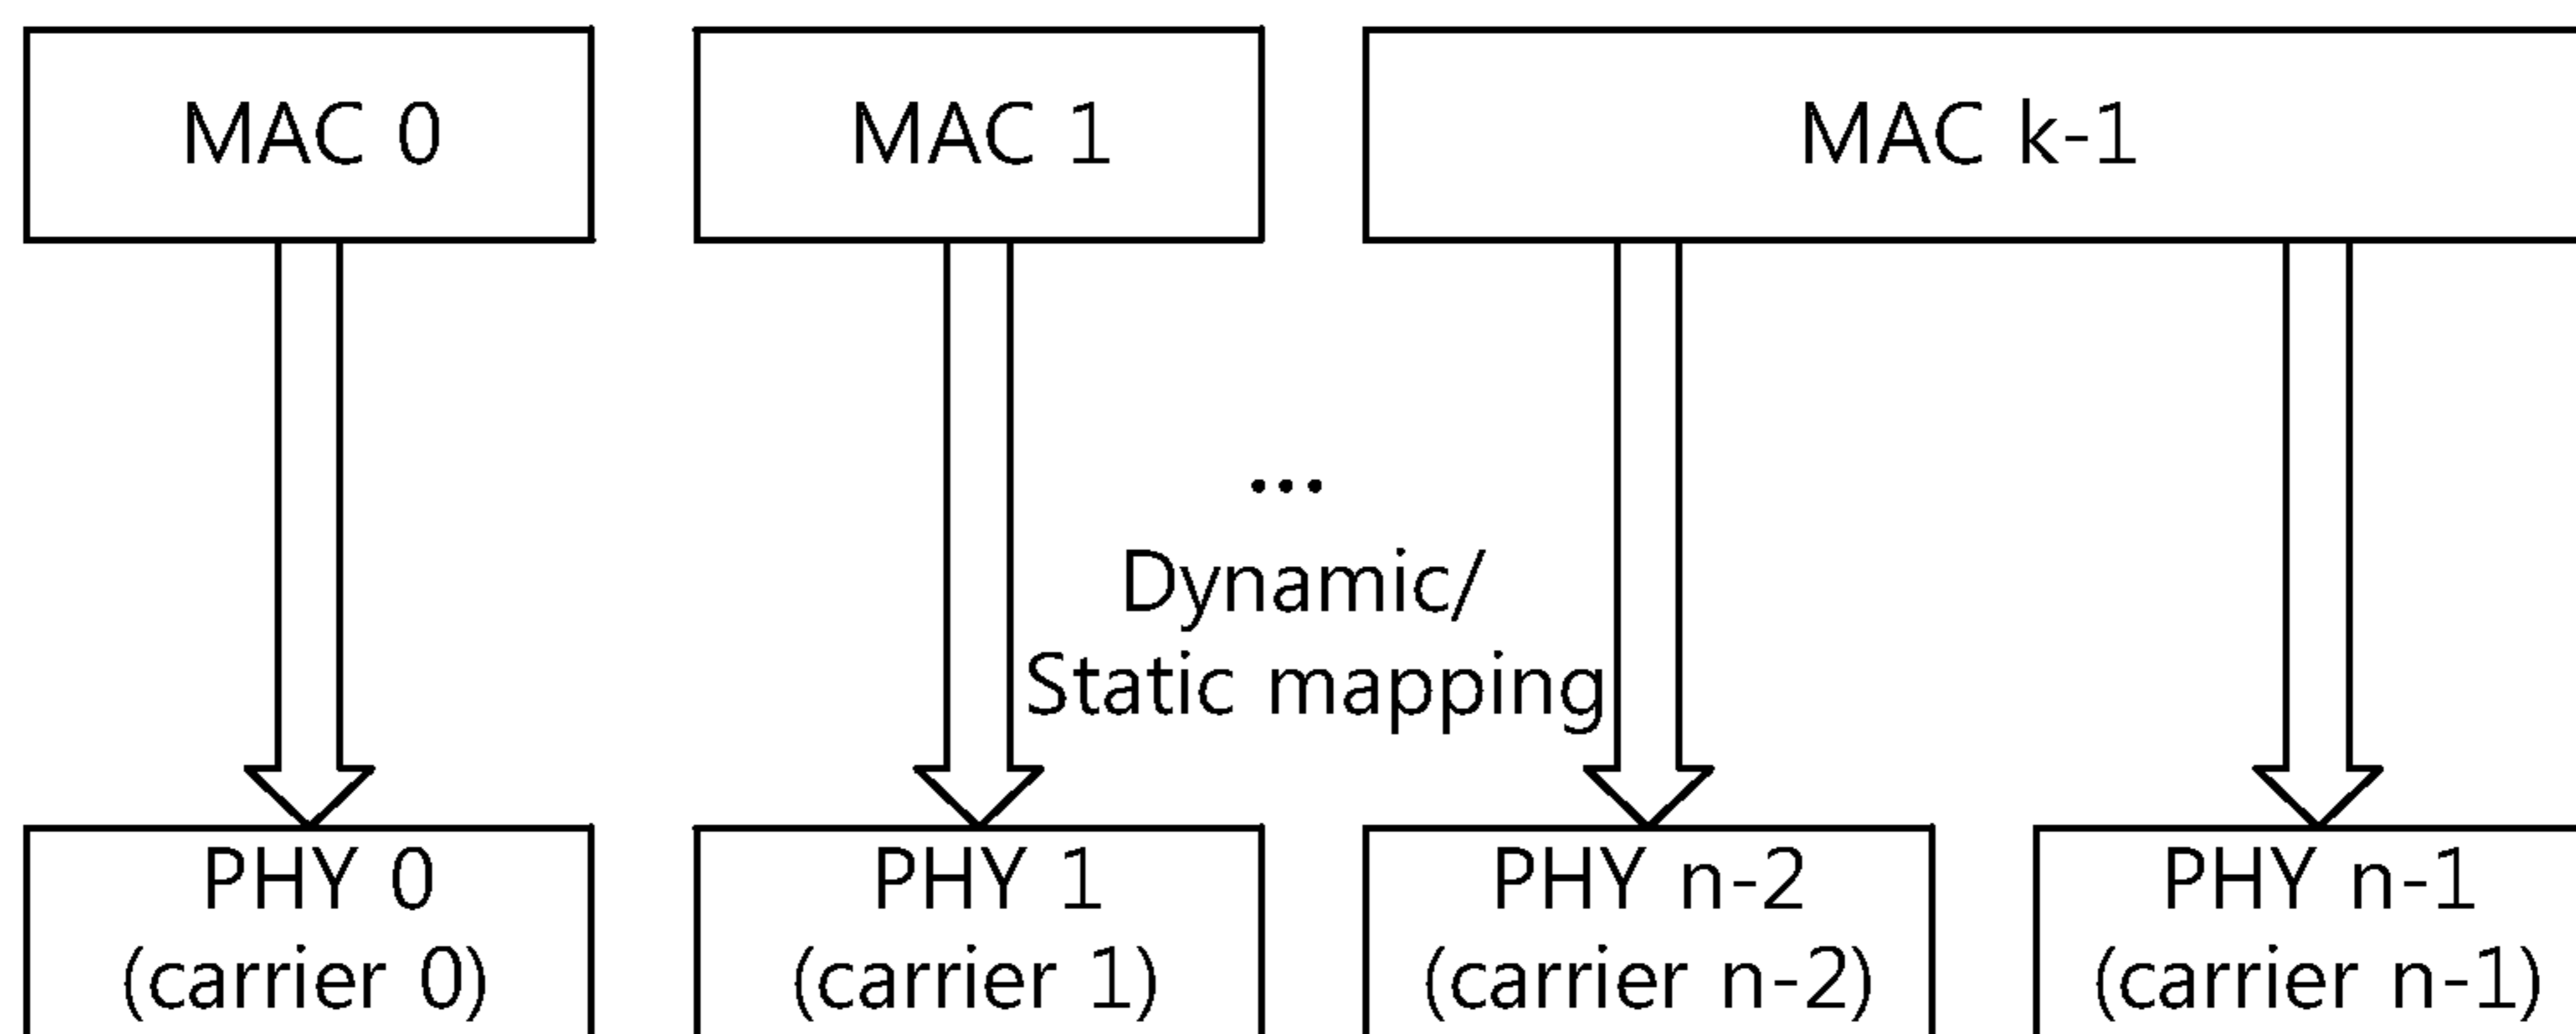 MAC 0
MAC 1
MAC k-1
...
Dynamic/
Static mapping
PHY 0
(carrier 0)
PHY 1
(carrier 1)
PHY n-2
(carrier n-2)
PHY n-1
(carrier n-1)